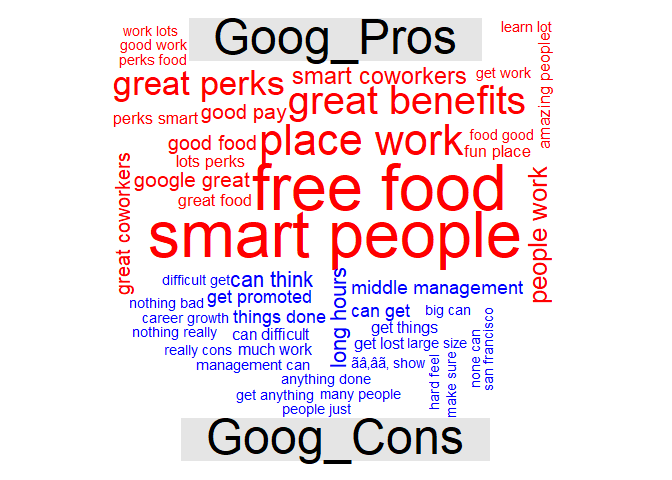 Goog_Pros
work lots
good work
perks food
learn lot
great perks
smart coworkers
get work
amazing peoplel
great benefits
perks smart
good pay
good food
place work
food good
fun place
lots perks
google great
great food
free food
great coworkers
people work
smart people
difficult get
can think
middle management
nothing bad
get promoted
long hours
can get
big can
career growth
things done
get things
nothing really
can difficult
get lost
large size
really cons
much work
management can
ãâ,ââã, show
hard feel
make sure
none can
san francisco
anything done
get anything
many people
people just
Goog_Cons